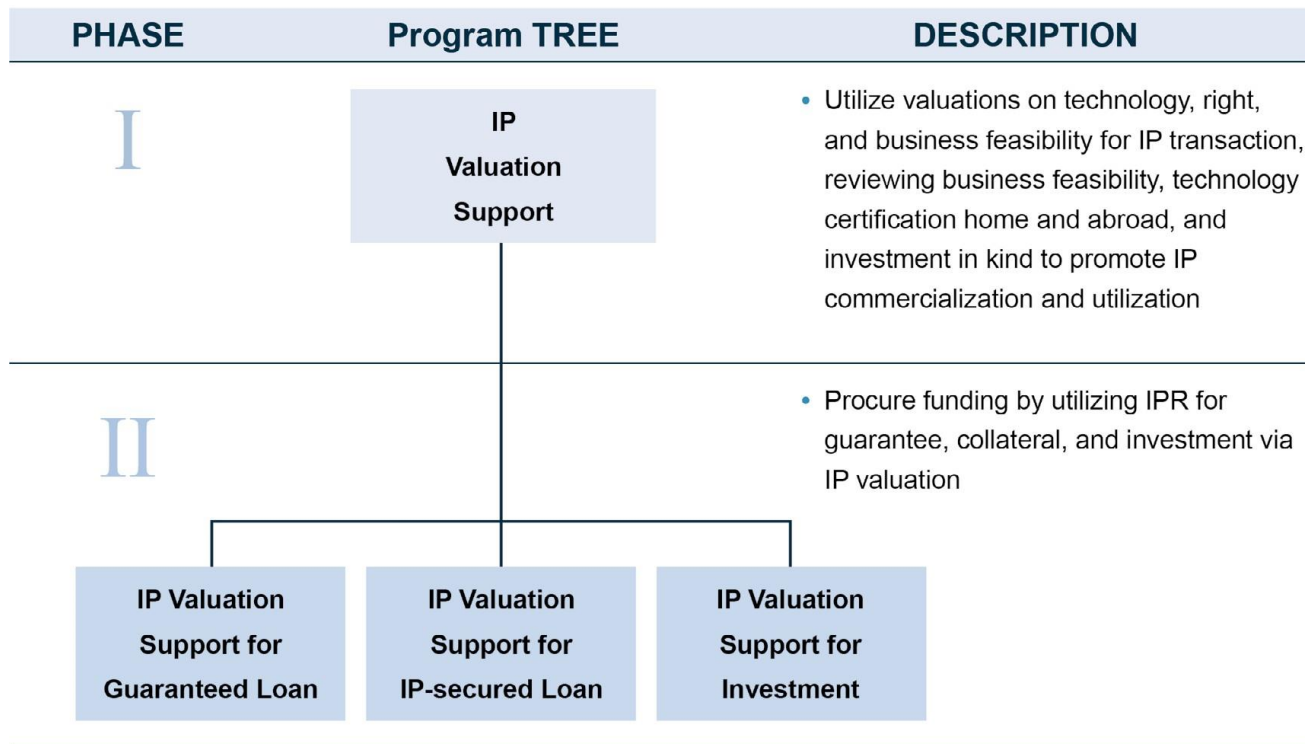 PHASE Program TREE DESCRIPTION
I
IP
Valuation
Support
• Utilize valuations on technology, right,
and business feasibility for IP transaction,
reviewing business feasibility, technology
certification home and abroad, and
investment in kind to promote IP
commercialization and utilization
II
• Procure funding by utilizing IPR for
guarantee, collateral, and investment via
IP valuation
IP Valuation
Support for
Guaranteed Loan
IP Valuation
Support for
IP-secured Loan
IP Valuation
Support for
Investment